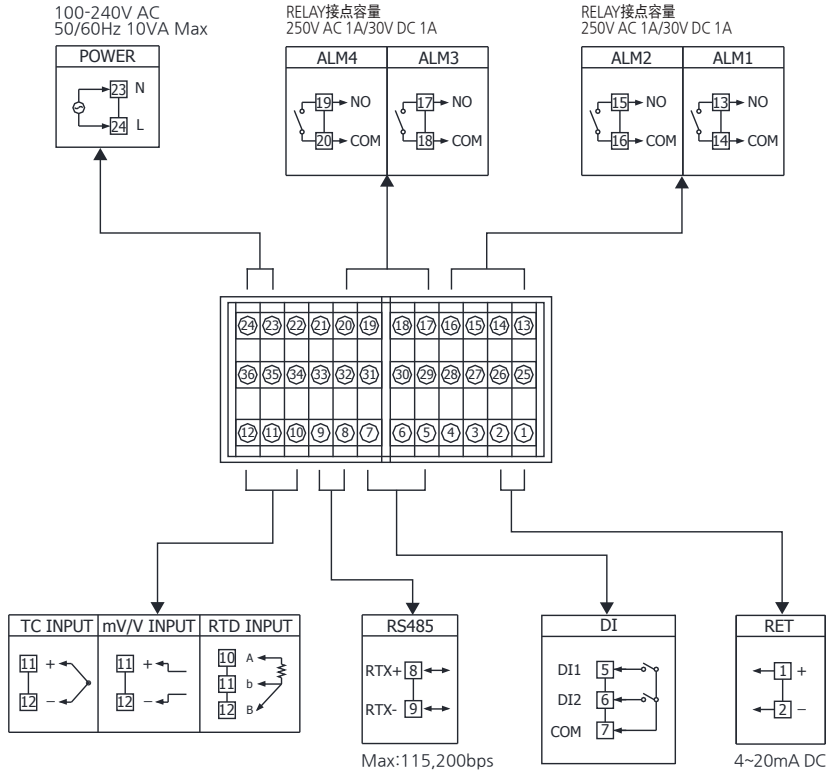 100-240V AC
50/60Hz 10VA Max
POWER
23 N
24 L
RELAY接点容量
250V AC 1A/30V DC 1A
ALM4 ALM3
19 NO 17 NO
20 COM 18 COM
RELAY接点容量
250V AC 1A/30V DC 1A
ALM2 ALM1
15 NO 13 NO
16 COM 14 COM
24 23 22 21 20 19 18 17 16 15 14 13
36 35 34 33 32 31 30 29 28 27 26 25
12 11 10 9 8 7 6 5 4 3 2 1
TC INPUT mV/V INPUT RTD INPUT
11 + 11 + 10 A
11 b
12 − 12 − 12 B
RS485
RTX+ 8
RTX- 9
Max:115,200bps
DI
DI1 5
DI2 6
COM 7
RET
1 +
2 −
4~20mA DC